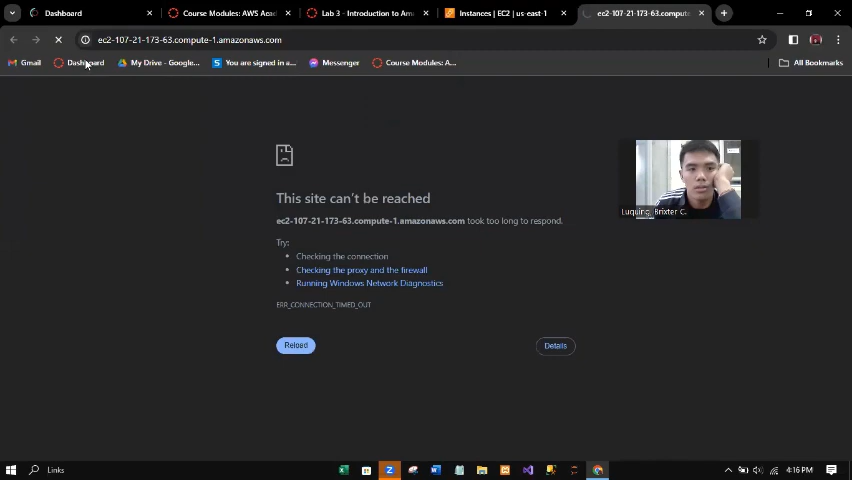 Dashboard
Course Modules: AWS Aca
Lab 3 - Introduction to Am
Instances | EC2 | us-east-1
ec2-107-21-173-63.compute
ec2-107-21-173-63.compute-1.amazonaws.com
Gmail
Dashboard
My Drive - Google...
You are signed in a...
Messenger
Course Modules: A...
All Bookmarks
This site can't be reached
ec2-107-21-173-63.compute-1.amazonaws.com took too long to respond.
Try:
• Checking the connection
• Checking the proxy and the firewall
• Running Windows Network Diagnostics
ERR_CONNECTION_TIMED_OUT
Reload
Details
Luquing, Brixter C.
Links
4:16 PM